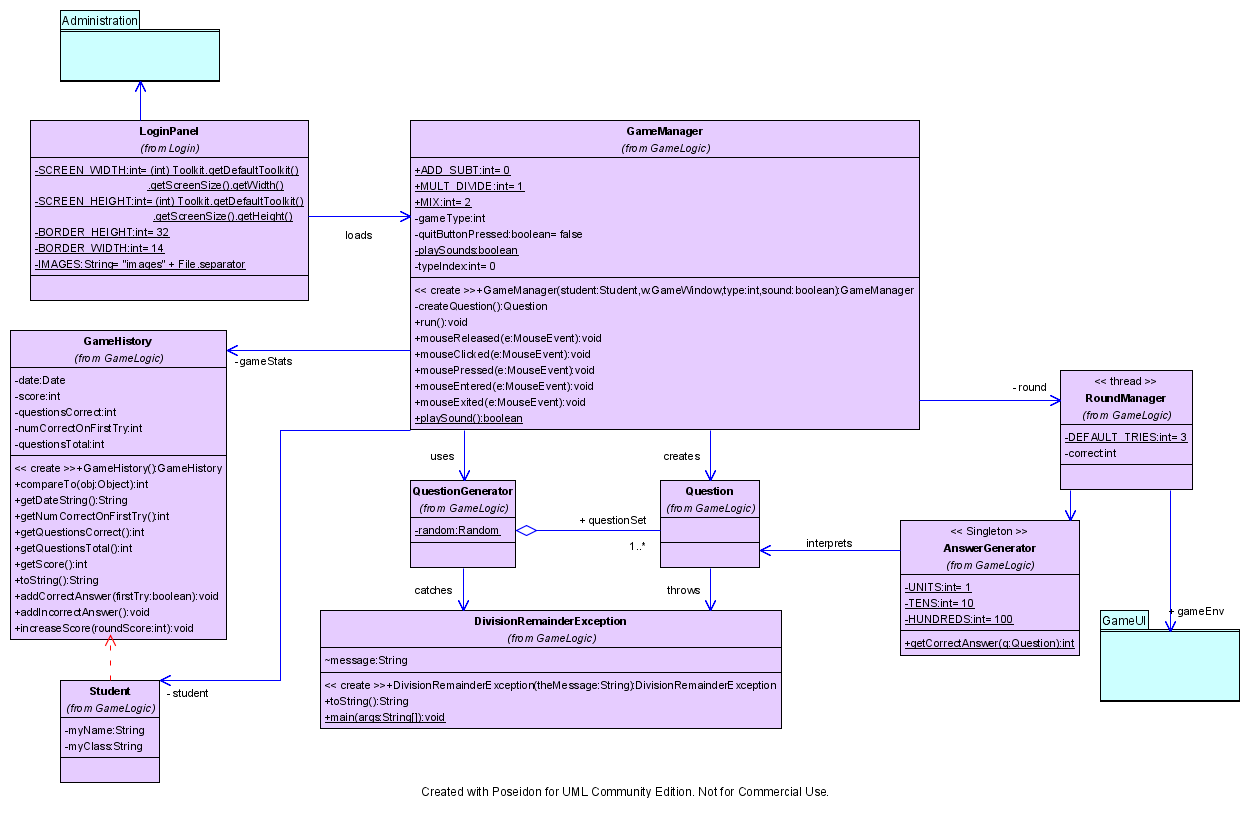 Administration
LoginPanel
(from Login)
-SCREEN_WIDTH:int= (int) Toolkit.getDefaultToolkit()
.getScreenSize().getWidth()
-SCREEN_HEIGHT:int= (int) Toolkit.getDefaultToolkit()
.getScreenSize().getHeight()
-BORDER_HEIGHT:int= 32
-BORDER_WIDTH:int= 14
-IMAGES:String= "images" + File.separator
loads
GameManager
(from GameLogic)
+ADD_SUBT:int= 0
+MULT_DIVIDE:int= 1
+MIX:int= 2
-gameType:int
-quitButtonPressed:boolean= false
-playSounds:boolean
-typeIndex:int= 0
<< create >>+GameManager(student:Student,w:GameWindow,type:int,sound:boolean):GameManager
-createQuestion():Question
+run():void
+mouseReleased(e:MouseEvent):void
+mouseClicked(e:MouseEvent):void
+mousePressed(e:MouseEvent):void
+mouseEntered(e:MouseEvent):void
+mouseExited(e:MouseEvent):void
+playSound():boolean
GameHistory
(from GameLogic)
-date:Date
-score:int
-questionsCorrect:int
-numCorrectOnFirstTry:int
-questionsTotal:int
<< create >>+GameHistory():GameHistory
+compareTo(obj:Object):int
+getDateString():String
+getNumCorrectOnFirstTry():int
+getQuestionsCorrect():int
+getQuestionsTotal():int
+getScore():int
+toString():String
+addCorrectAnswer(firstTry:boolean):void
+addIncorrectAnswer():void
+increaseScore(roundScore:int):void
-gameStats
- round
<< thread >>
RoundManager
(from GameLogic)
-DEFAULT_TRIES:int= 3
-correct:int
uses
creates
QuestionGenerator
(from GameLogic)
-random:Random
+ questionSet
1..*
Question
(from GameLogic)
interprets
<< Singleton >>
AnswerGenerator
(from GameLogic)
-UNITS:int= 1
-TENS:int= 10
-HUNDREDS:int= 100
+getCorrectAnswer(q:Question):int
+ gameEnv
GameUI
catches
throws
DivisionRemainderException
(from GameLogic)
~message:String
<< create >>+DivisionRemainderException(theMessage:String):DivisionRemainderException
+toString():String
+main(args:String[]):void
- student
Student
(from GameLogic)
-myName:String
-myClass:String
Created with Poseidon for UML Community Edition. Not for Commercial Use.